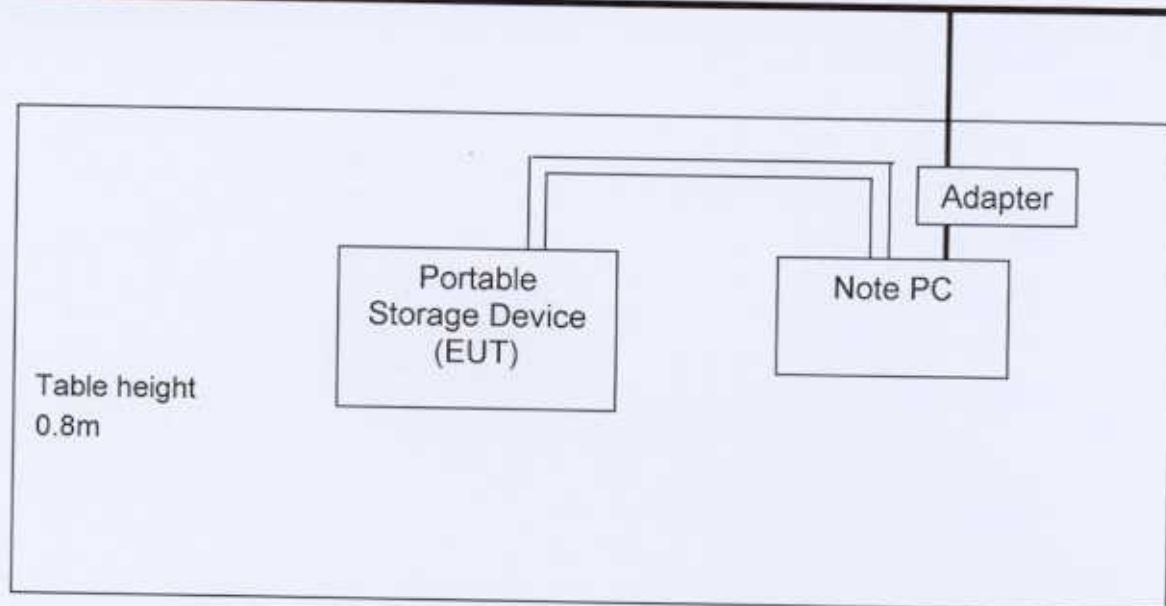 Adapter
Portable
Storage Device
(EUT)
Note PC
Table height
0.8m